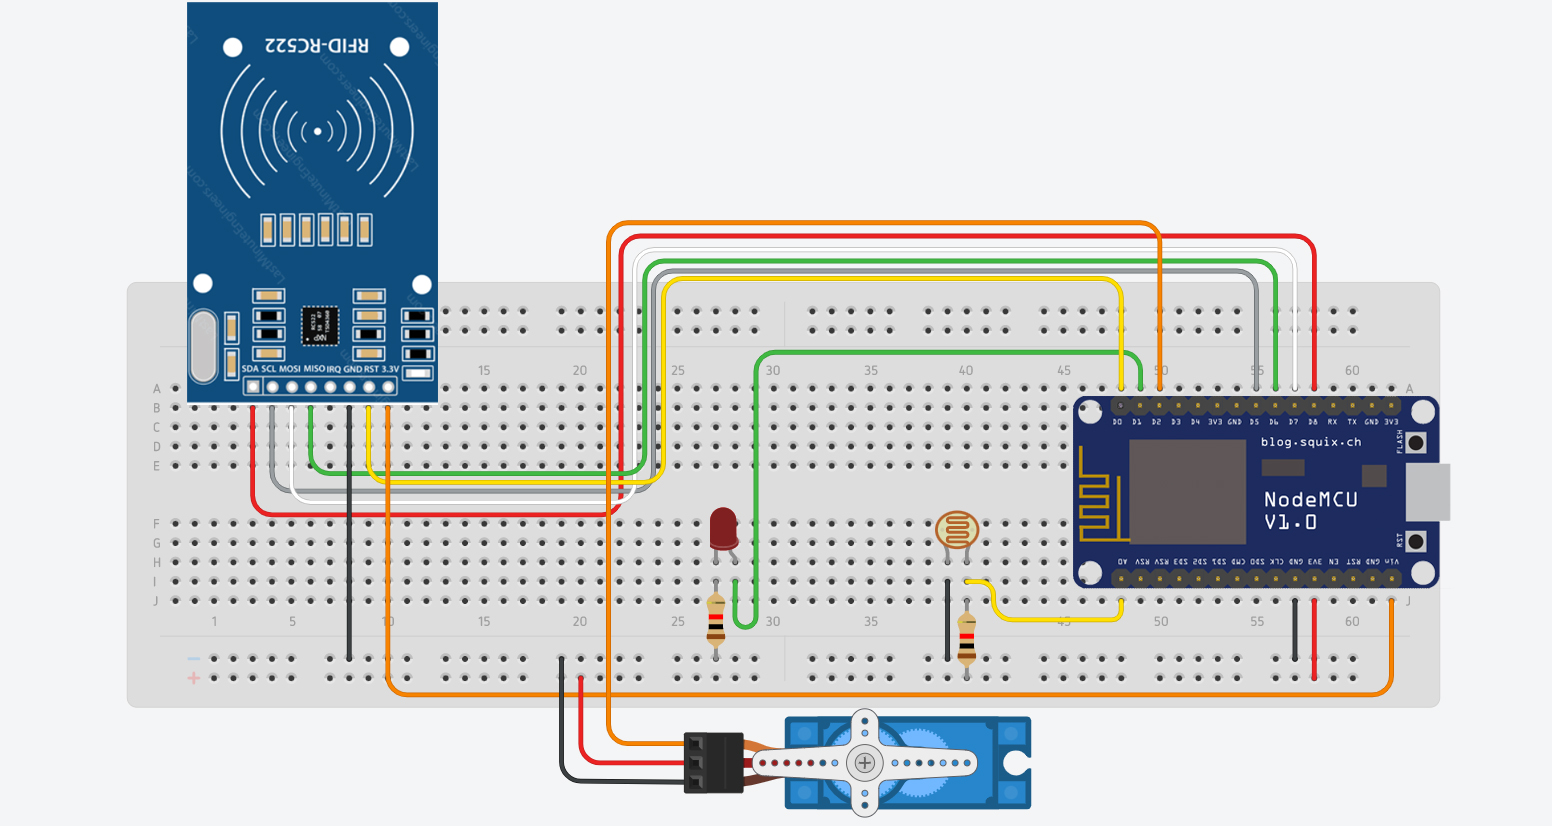 RFID-RC522
LastMinuteEngineers.com
SDA SCL MOSI MISO IRQ GND RST 3.3V
15 20 25 30 35 40 45 50 55 60
A A
B
C
D
E
F
G
H
I
J J
1 5 10 15 20 25 30 35 45 50 55 60
D0 D1 D2 D3 D4 3V3 GND D5 D6 D7 D8 RX TX GND 3V3
blog.squix.ch
FLASH
NodeMCU
V1.0
RST
A0 RSV RSV SD3 SD2 SD1 CMD SD0 CLK GND 3V3 EN RST GND Vin